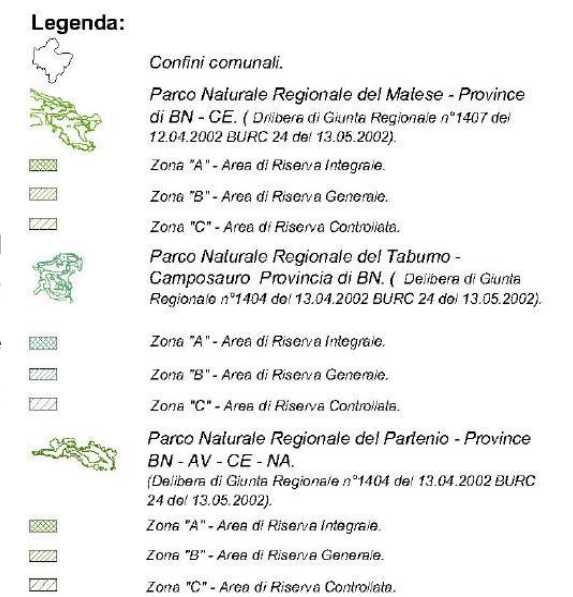 Legenda:
Confini comunali.
Parco Naturale Regionale del Matese - Province
di BN - CE. ( Delibera di Giunta Regionale n°1407 del
12.04.2002 BURC 24 del 13.05.2002).
Zona "A" - Area di Riserva Integrale.
Zona "B" - Area di Riserva Generale.
Zona "C" - Area di Riserva Controllata.
Parco Naturale Regionale del Taburno -
Camposauro Provincia di BN. ( Delibera di Giunta
Regionale n°1404 del 13.04.2002 BURC 24 del 13.05.2002).
Zona "A" - Area di Riserva Integrale.
Zona "B" - Area di Riserva Generale.
Zona "C" - Area di Riserva Controllata.
Parco Naturale Regionale del Partenio - Province
BN - AV - CE - NA.
(Delibera di Giunta Regionale n°1404 del 13.04.2002 BURC
24 del 13.05.2002).
Zona "A" - Area di Riserva Integrale.
Zona "B" - Area di Riserva Generale.
Zona "C" - Area di Riserva Controllata.